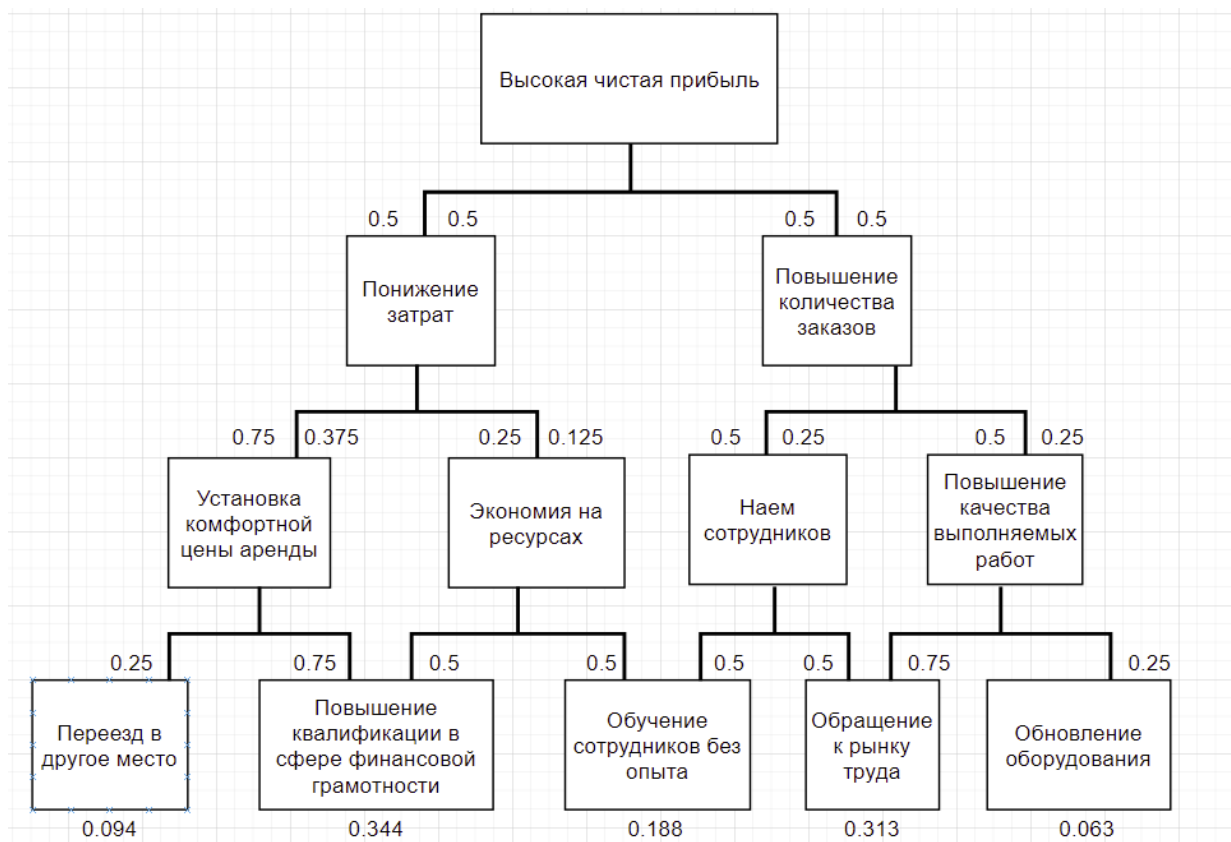 Высокая чистая прибыль
0.5 0.5 0.5 0.5
Понижение
затрат
Повышение
количества
заказов
0.75 0.375 0.25 0.125 0.5 0.25 0.5 0.25
Установка
комфортной
цены аренды
Экономия на
ресурсах
Наем
сотрудников
Повышение
качества
выполняемых
работ
0.25 0.75 0.5 0.5 0.5 0.5 0.75 0.25
Переезд в
другое место
Повышение
квалификации в
сфере финансовой
грамотности
Обучение
сотрудников без
опыта
Обращение
к рынку
труда
Обновление
оборудования
0.094 0.344 0.188 0.313 0.063